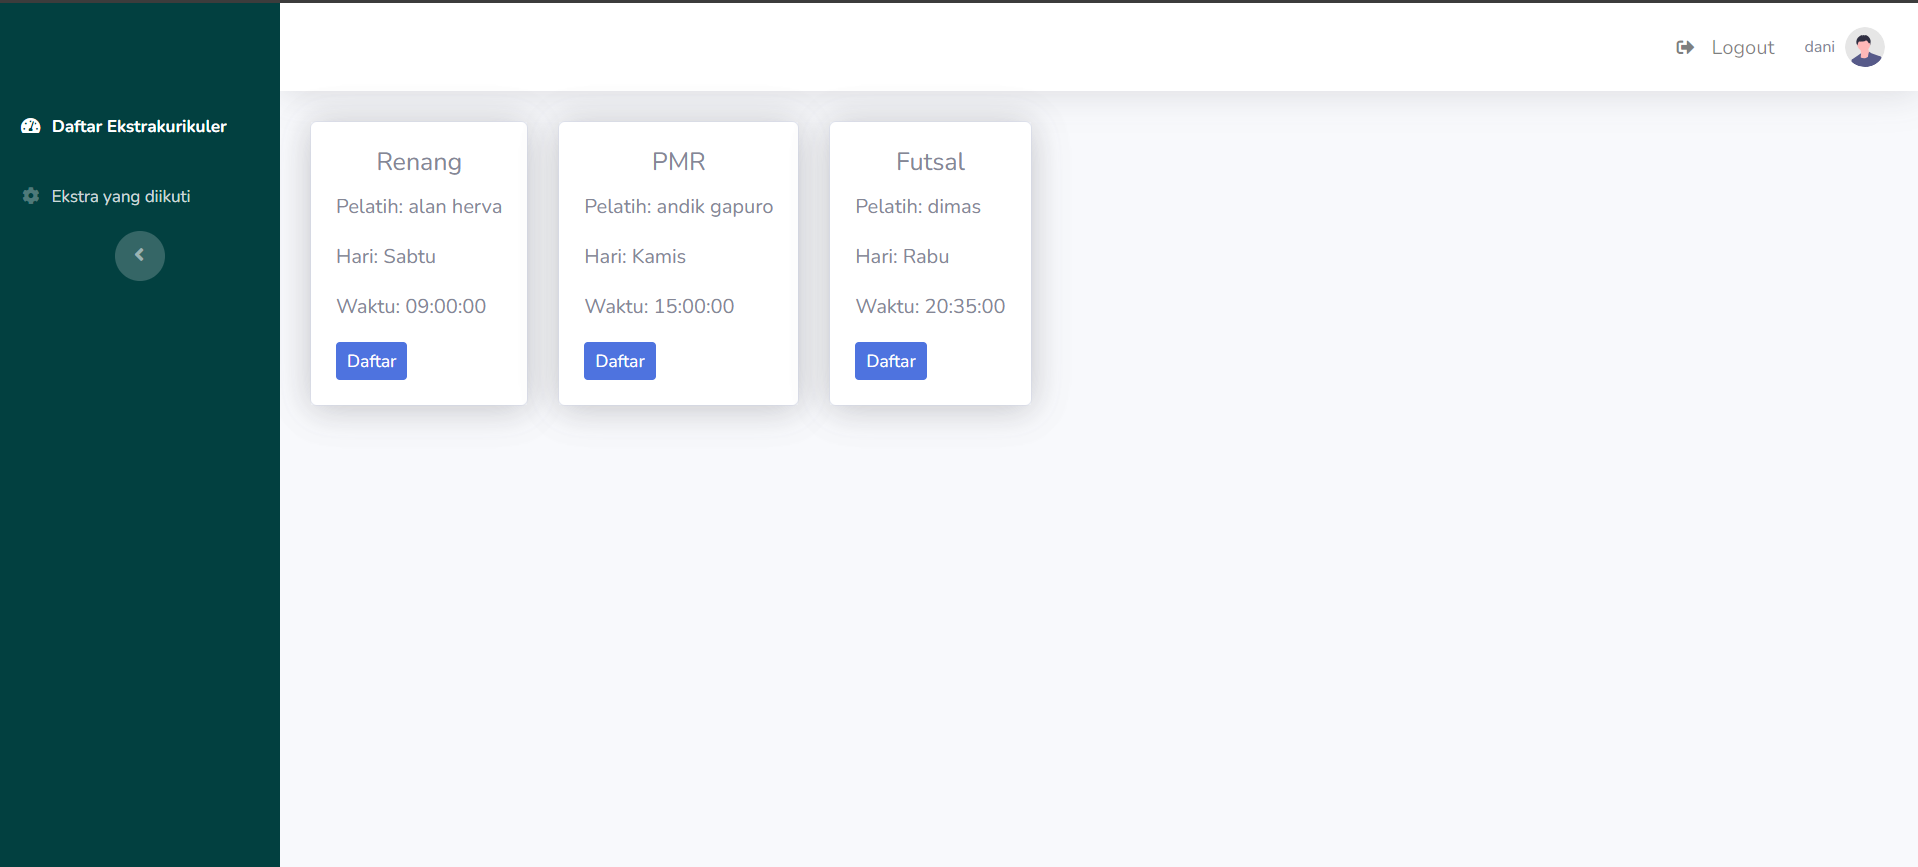 Logout
dani
Daftar Ekstrakurikuler
Ekstra yang diikuti
Renang
Pelatih: alan herva
Hari: Sabtu
Waktu: 09:00:00
Daftar
PMR
Pelatih: andik gapuro
Hari: Kamis
Waktu: 15:00:00
Daftar
Futsal
Pelatih: dimas
Hari: Rabu
Waktu: 20:35:00
Daftar